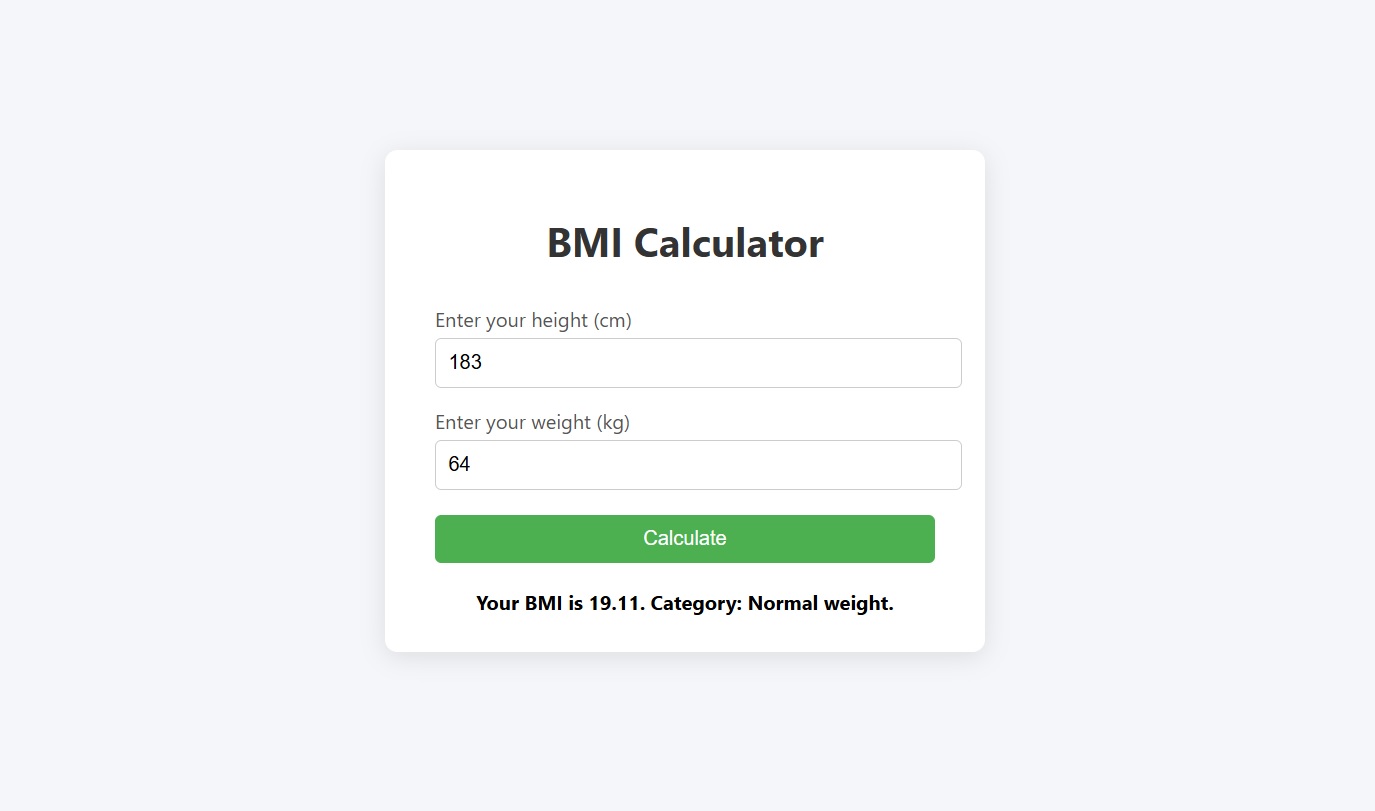 BMI Calculator
Enter your height (cm)
183
Enter your weight (kg)
64
Calculate
Your BMI is 19.11. Category: Normal weight.